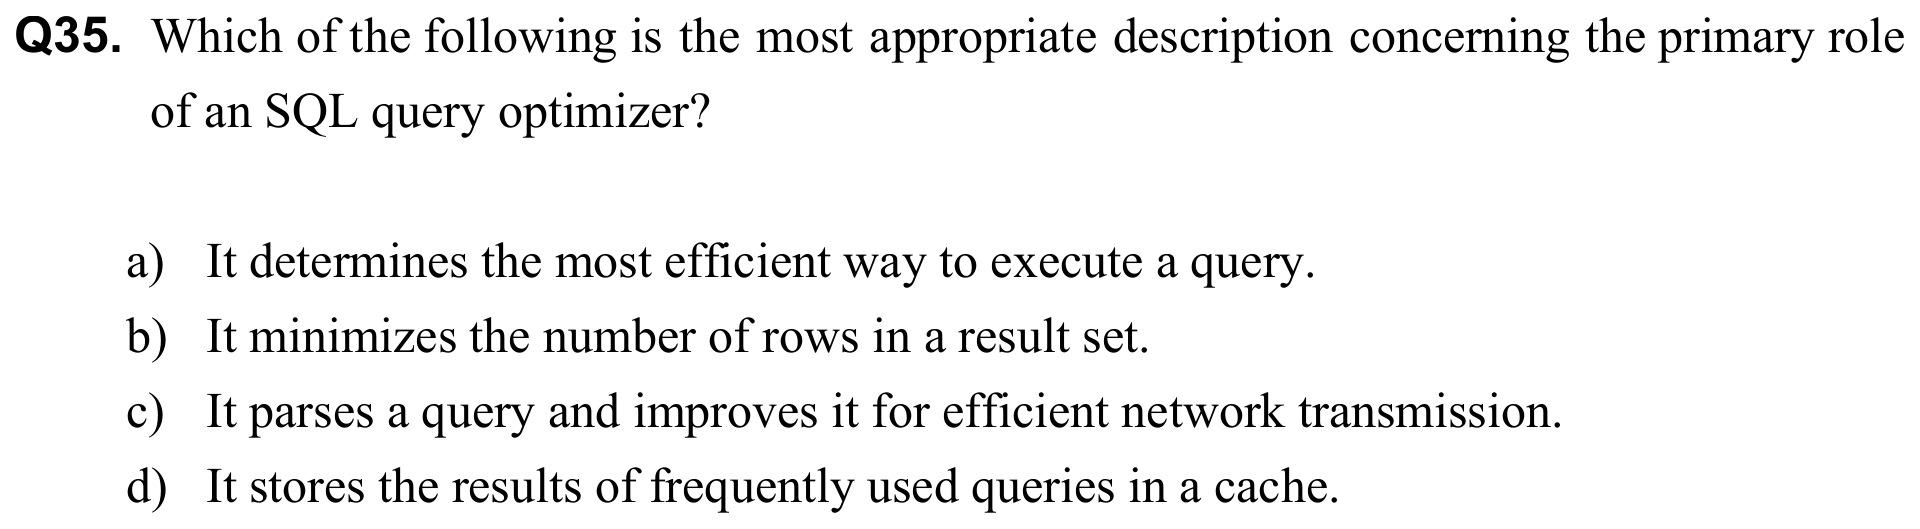 Q35. Which of the following is the most appropriate description concerning the primary role
of an SQL query optimizer?
a) It determines the most efficient way to execute a query.
b) It minimizes the number of rows in a result set.
c) It parses a query and improves it for efficient network transmission.
d) It stores the results of frequently used queries in a cache.